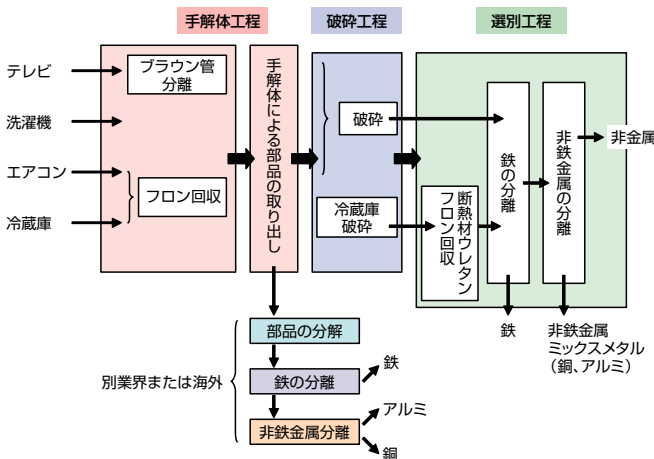 手解体工程
破砕工程
選別工程
テレビ
洗濯機
エアコン
冷蔵庫
ブラウン管
分離
フロン回収
手解体による部品の取り出し
破砕
冷蔵庫
破砕
断熱材ウレタン
フロン回収
鉄の分離
非鉄金属の分離
非金属
鉄
非鉄金属
ミックスメタル
（銅、アルミ）
別業界または海外
部品の分解
鉄の分離
鉄
非鉄金属分離
アルミ
銅